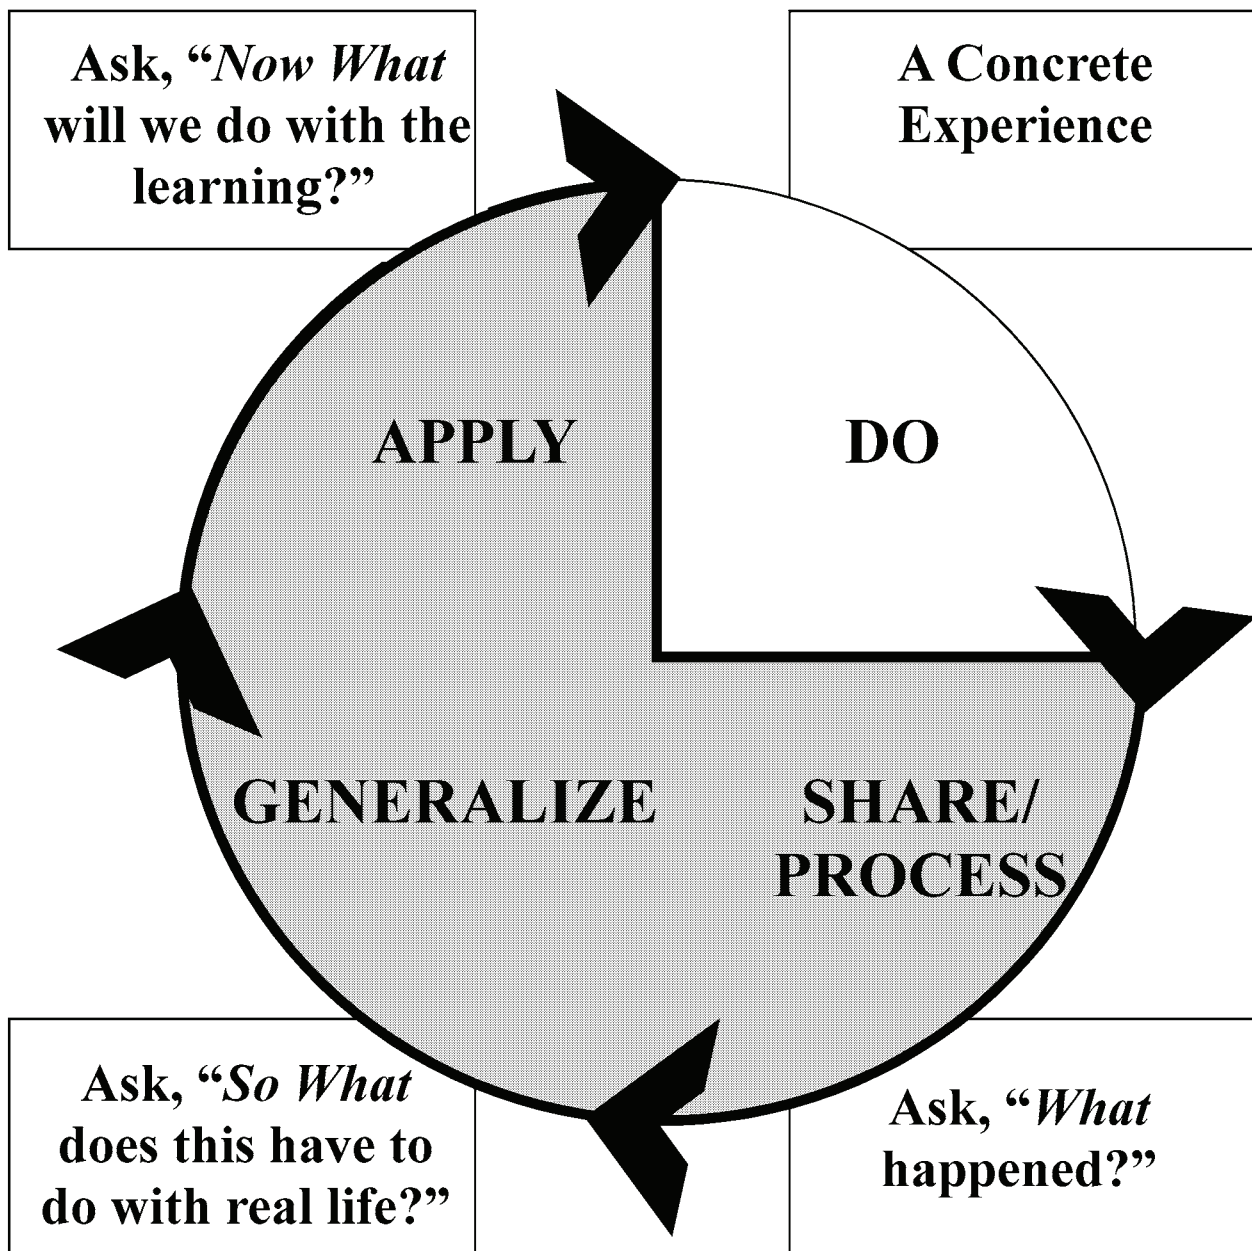 Ask, “Now What
will we do with the
learning?”
A Concrete
Experience
APPLY
DO
GENERALIZE
SHARE/
PROCESS
Ask, “So What
does this have to
do with real life?”
Ask, “What
happened?”